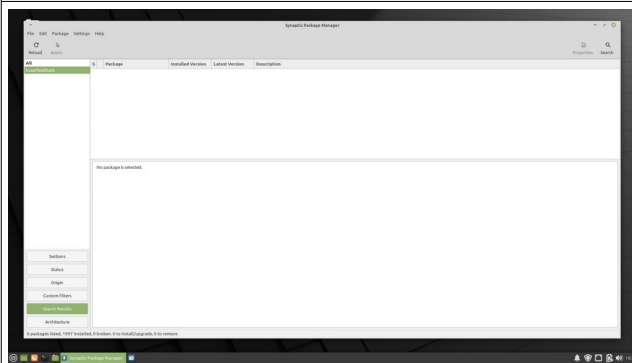 Synaptic Package Manager
File Edit Package Settings Help
Reload Apply Properties Search
All
S Package Installed Version Latest Version Description
No package is selected.
Sections
Status
Origin
Custom Filters
Search Results
Architecture
0 packages listed, 1997 installed, 0 broken. 0 to install/upgrade, 0 to remove
Synaptic Package Manager